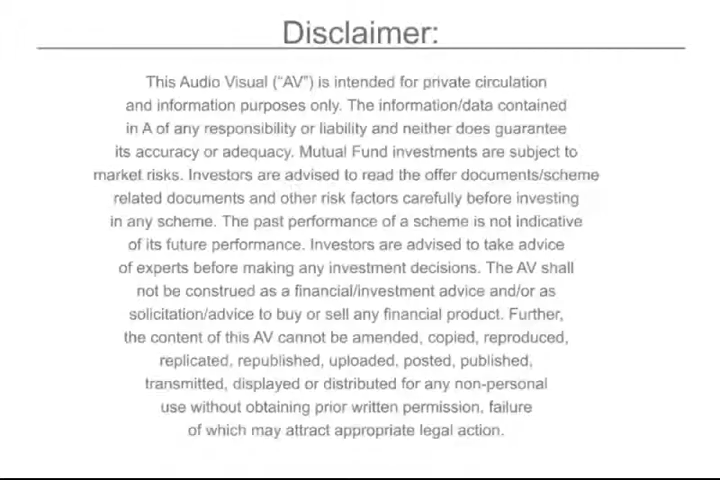 Disclaimer:
This Audio Visual (“AV”) is intended for private circulation
and information purposes only. The information/data contained
in A of any responsibility or liability and neither does guarantee
its accuracy or adequacy. Mutual Fund investments are subject to
market risks. Investors are advised to read the offer documents/scheme
related documents and other risk factors carefully before investing
in any scheme. The past performance of a scheme is not indicative
of its future performance. Investors are advised to take advice
of experts before making any investment decisions. The AV shall
not be construed as a financial/investment advice and/or as
solicitation/advice to buy or sell any financial product. Further,
the content of this AV cannot be amended, copied, reproduced,
replicated, republished, uploaded, posted, published,
transmitted, displayed or distributed for any non-personal
use without obtaining prior written permission, failure
of which may attract appropriate legal action.